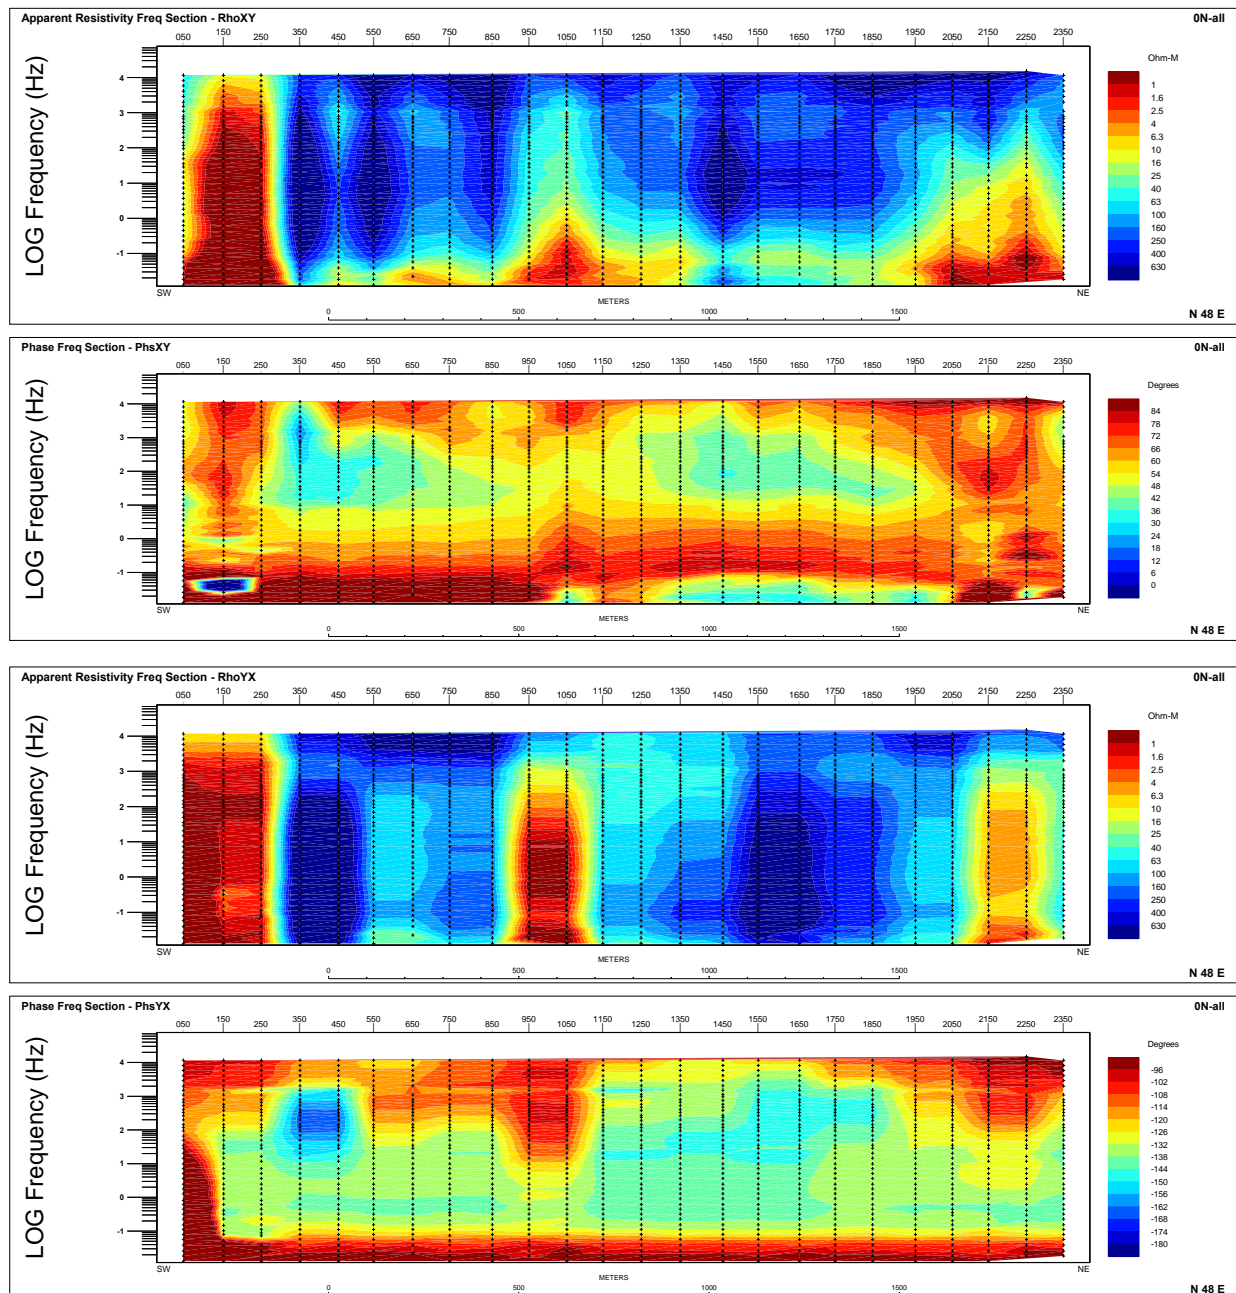 Apparent Resistivity Freq Section - RhoXY 0N-all
050 150 250 350 450 550 650 750 850 950 1050 1150 1250 1350 1450 1550 1650 1750 1850 1950 2050 2150 2250 2350
LOG Frequency (Hz)
4
3
2
1
0
-1
Ohm-M
1
1.6
2.5
4
6.3
10
16
25
40
63
100
160
250
400
630
SW NE
METERS
0 500 1000 1500
N 48 E
Phase Freq Section - PhsXY 0N-all
050 150 250 350 450 550 650 750 850 950 1050 1150 1250 1350 1450 1550 1650 1750 1850 1950 2050 2150 2250 2350
LOG Frequency (Hz)
4
3
2
1
0
-1
Degrees
84
78
72
66
60
54
48
42
36
30
24
18
12
6
0
SW NE
METERS
0 500 1000 1500
N 48 E
Apparent Resistivity Freq Section - RhoYX 0N-all
050 150 250 350 450 550 650 750 850 950 1050 1150 1250 1350 1450 1550 1650 1750 1850 1950 2050 2150 2250 2350
LOG Frequency (Hz)
4
3
2
1
0
-1
Ohm-M
1
1.6
2.5
4
6.3
10
16
25
40
63
100
160
250
400
630
SW NE
METERS
0 500 1000 1500
N 48 E
Phase Freq Section - PhsYX 0N-all
050 150 250 350 450 550 650 750 850 950 1050 1150 1250 1350 1450 1550 1650 1750 1850 1950 2050 2150 2250 2350
LOG Frequency (Hz)
4
3
2
1
0
-1
Degrees
-96
-102
-108
-114
-120
-126
-132
-138
-144
-150
-156
-162
-168
-174
-180
SW NE
METERS
0 500 1000 1500
N 48 E